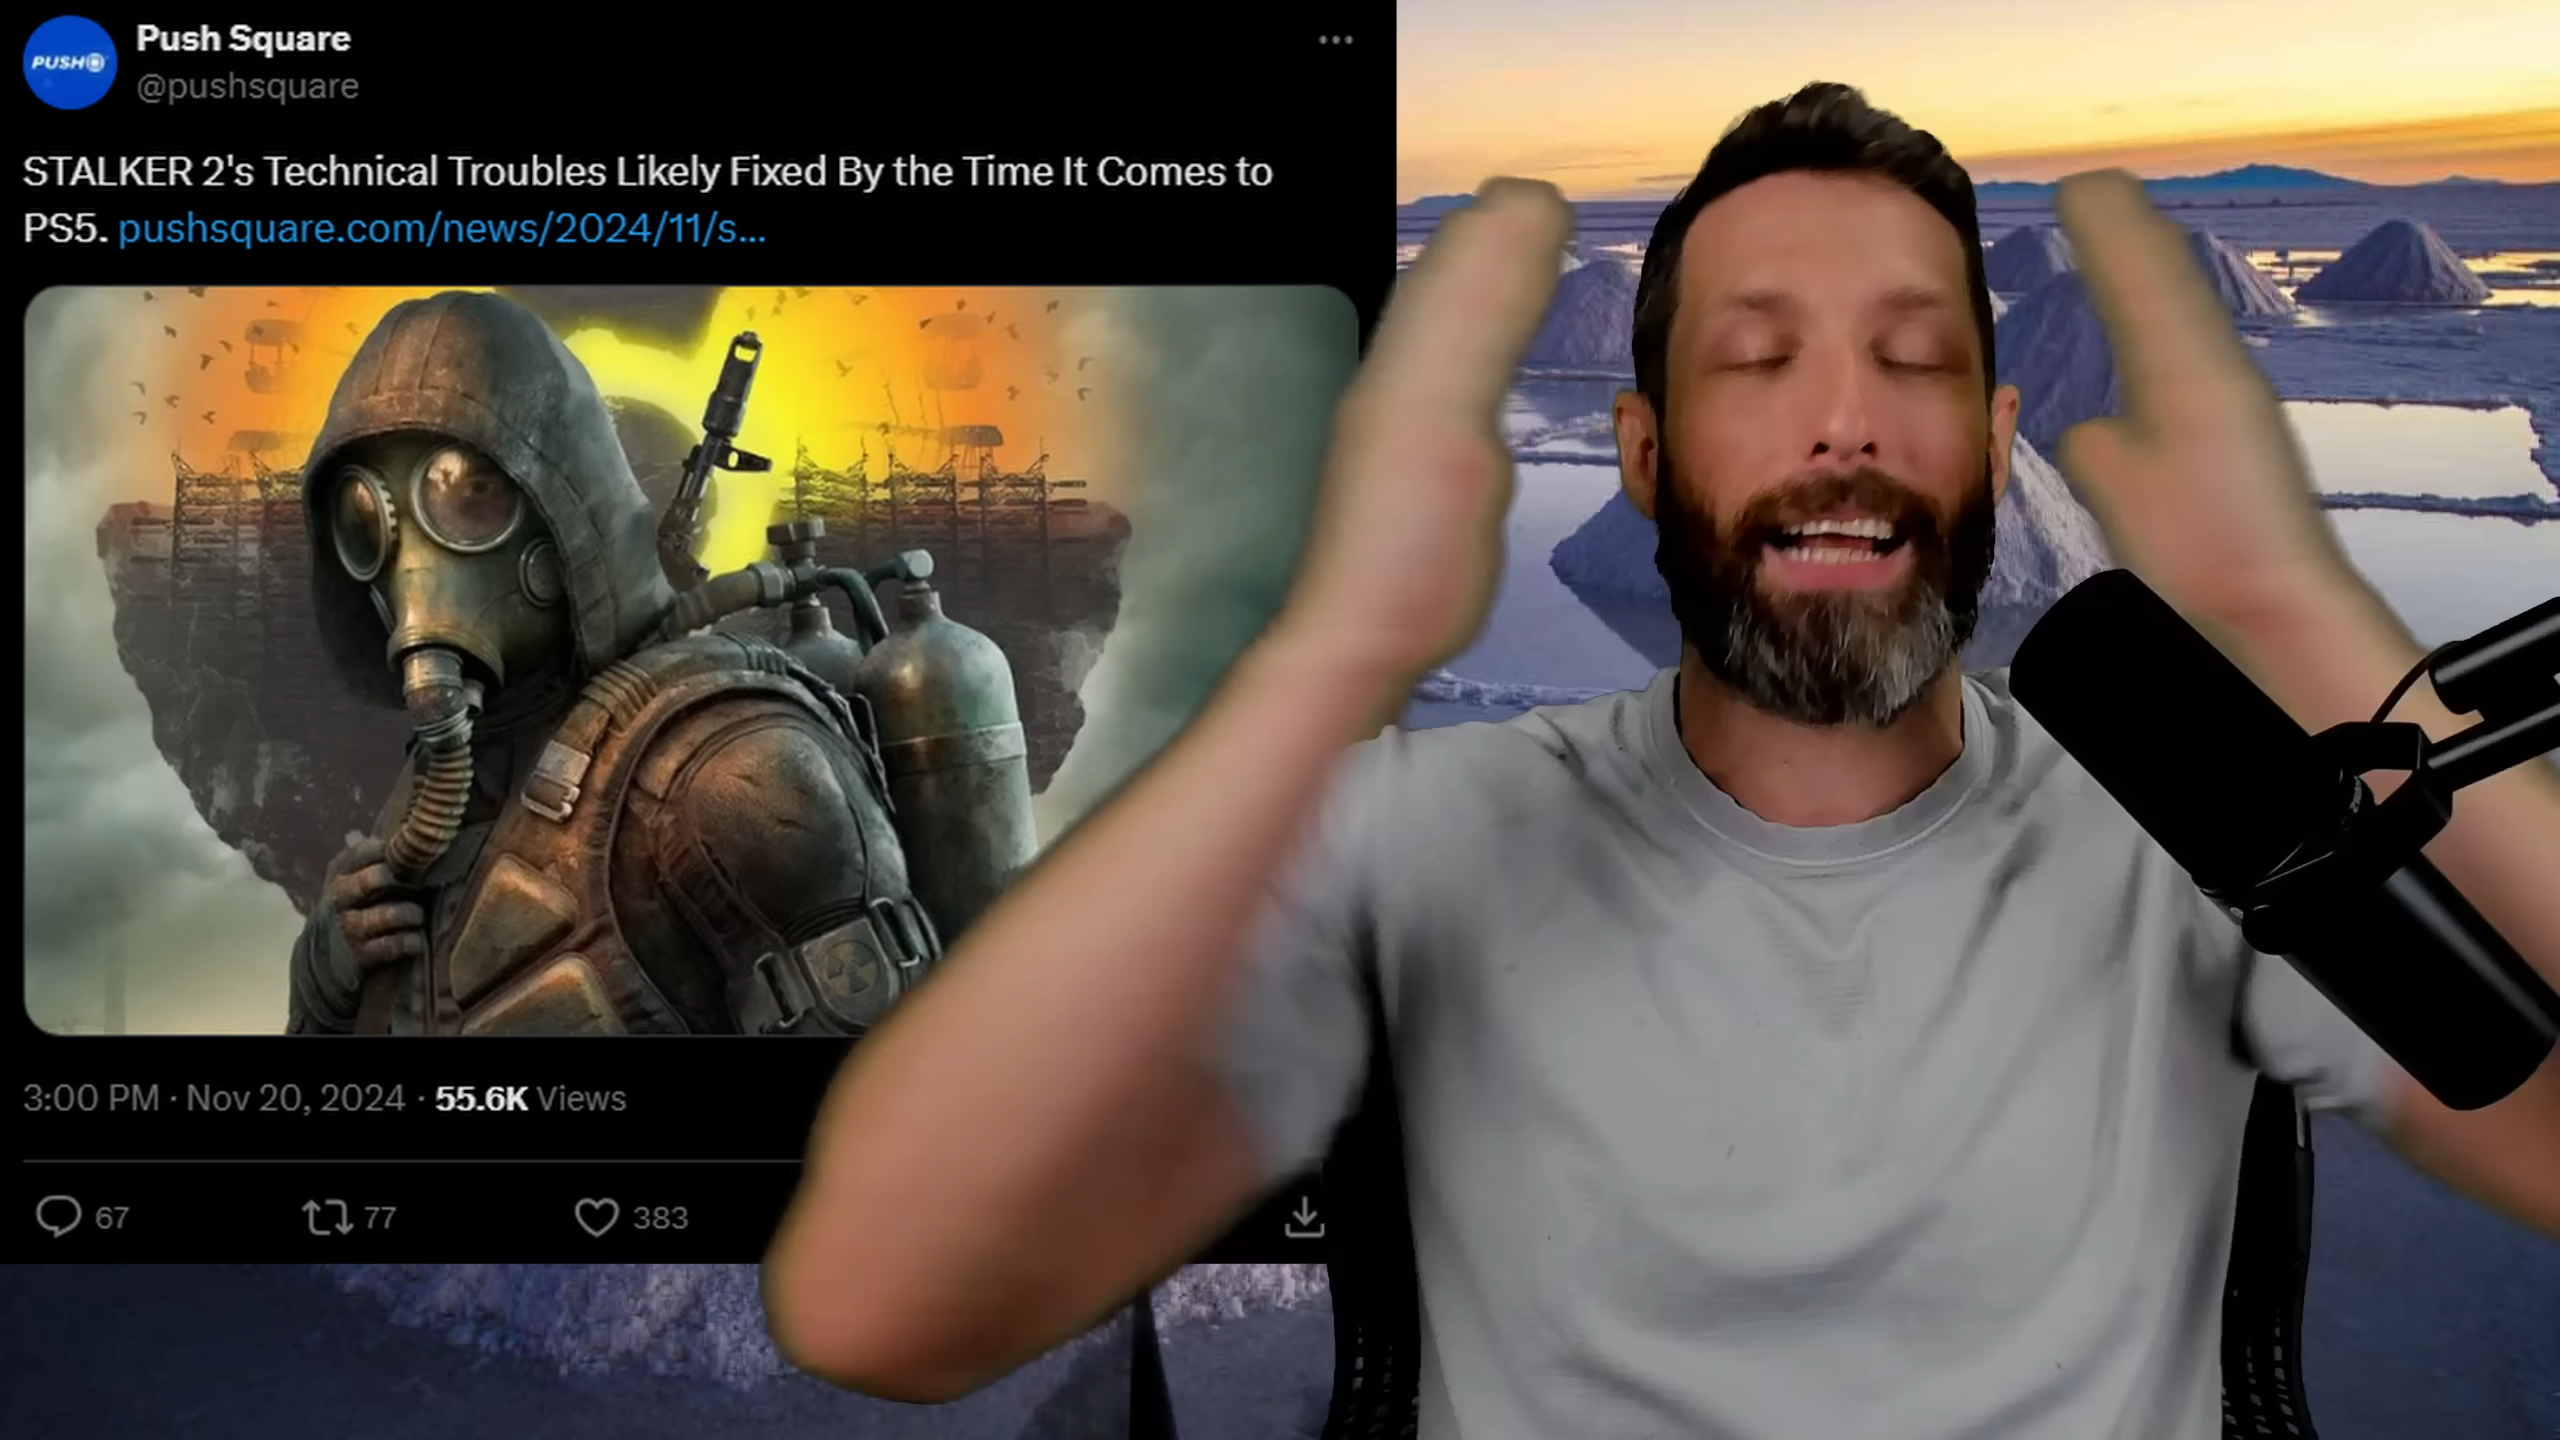 PUSH
Push Square
@pushsquare
STALKER 2's Technical Troubles Likely Fixed By the Time It Comes to
PS5. pushsquare.com/news/2024/11/s...
3:00 PM · Nov 20, 2024 · 55.6K Views
67 77 383